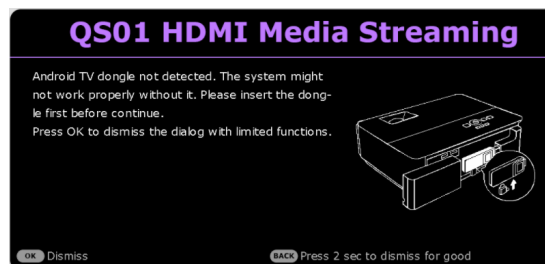 QS01 HDMI Media Streaming
Android TV dongle not detected. The system might
not work properly without it. Please insert the dong-
le first before continue.
Press OK to dismiss the dialog with limited functions.
OK Dismiss
BACK Press 2 sec to dismiss for good